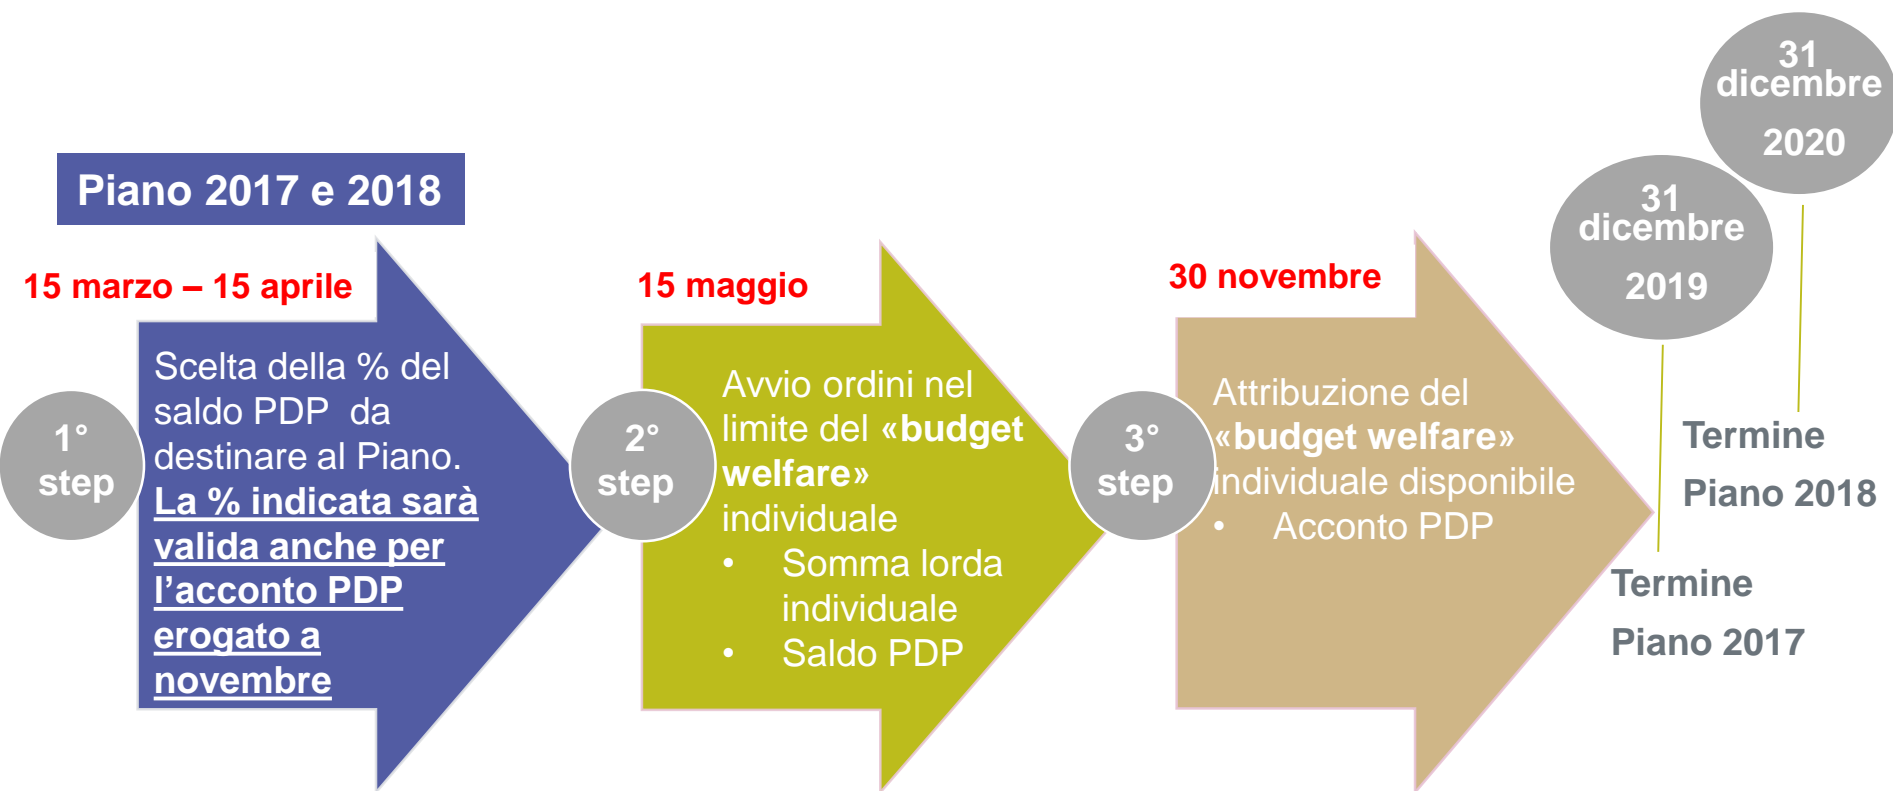 Piano 2017 e 2018
15 marzo – 15 aprile
1°
step
Scelta della % del
saldo PDP da
destinare al Piano.
La % indicata sarà
valida anche per
l’acconto PDP
erogato a
novembre
15 maggio
2°
step
Avvio ordini nel
limite del «budget
welfare»
individuale
• Somma lorda
individuale
• Saldo PDP
30 novembre
3°
step
Attribuzione del
«budget welfare»
individuale disponibile
• Acconto PDP
31
dicembre
2019
Termine
Piano 2017
31
dicembre
2020
Termine
Piano 2018